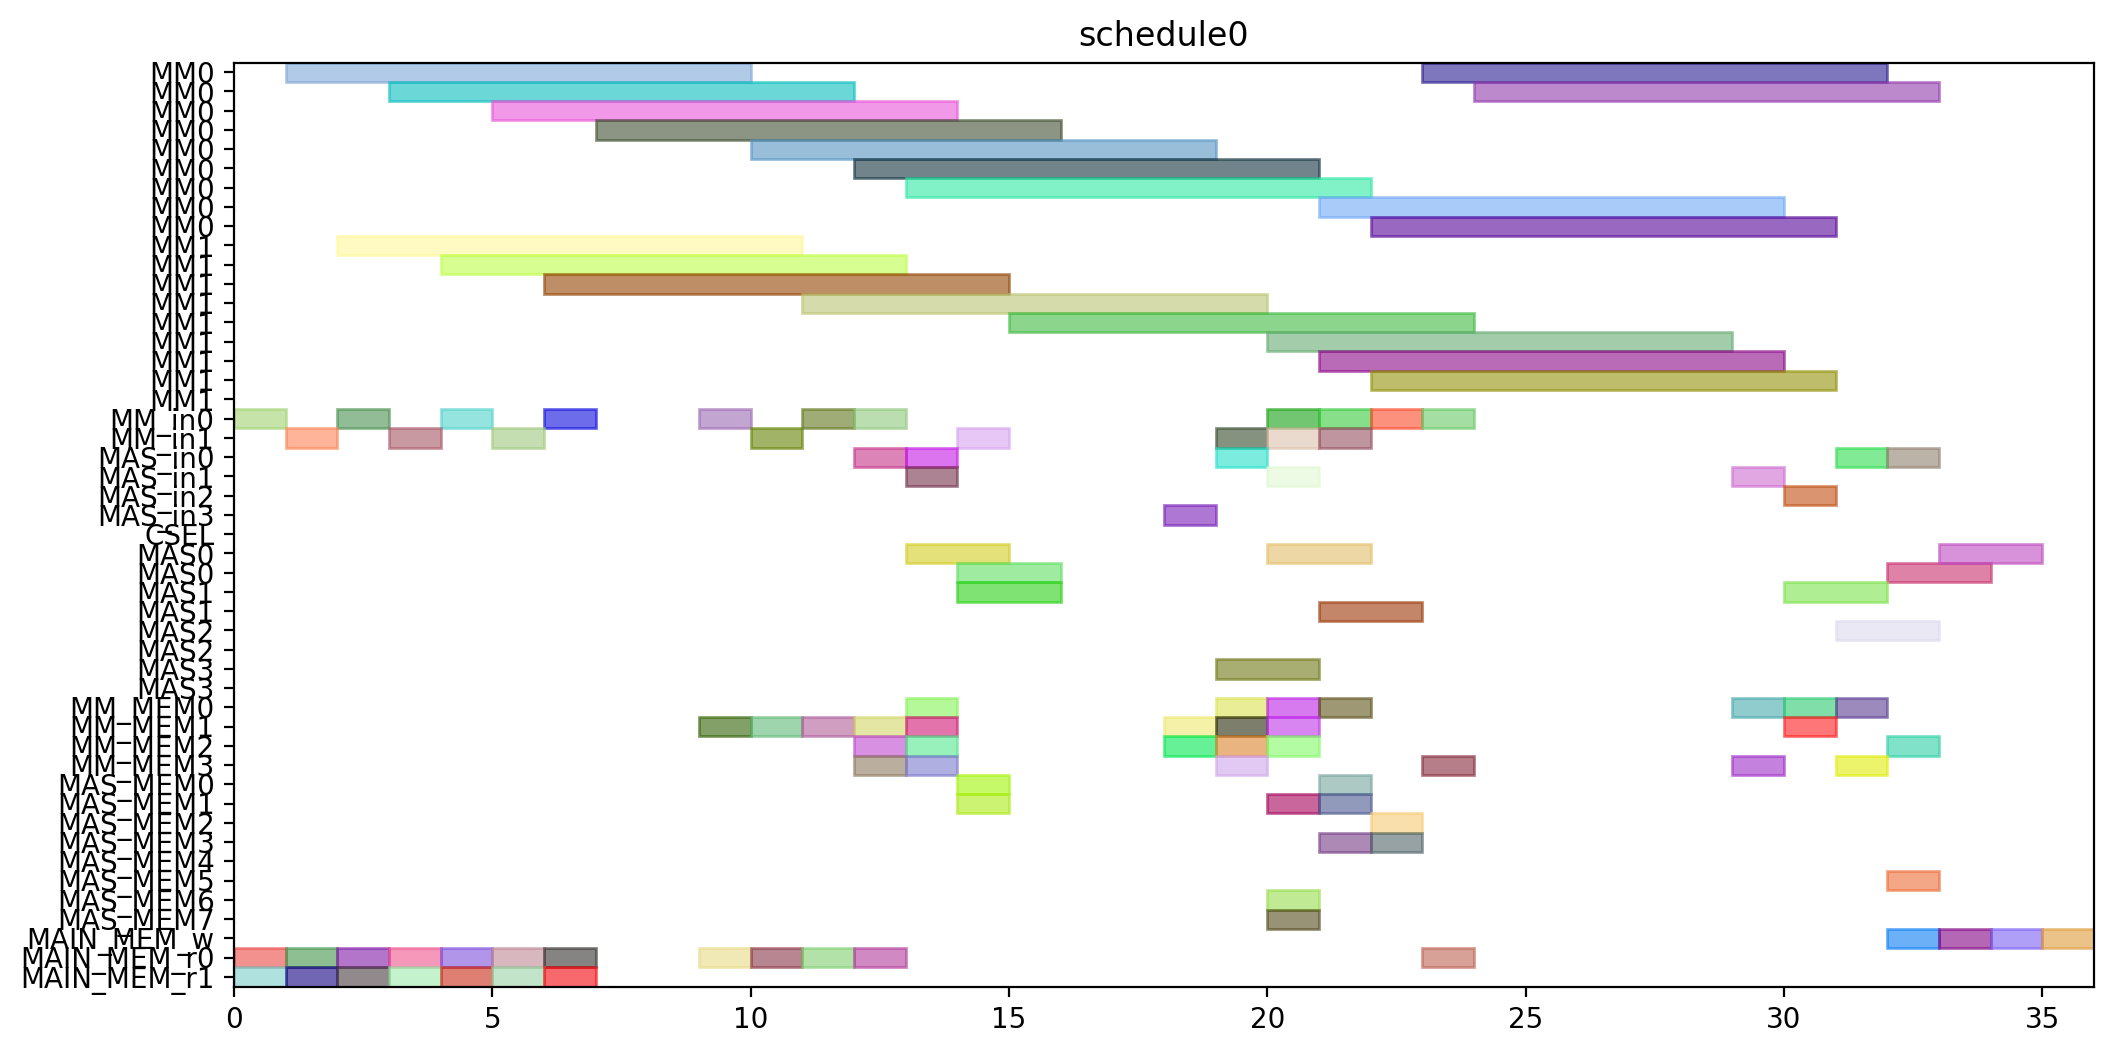 schedule0
MM0
MM0
MM0
MM0
MM0
MM0
MM0
MM0
MM0
MM1
MM1
MM1
MM1
MM1
MM1
MM1
MM1
MM1
MM_in0
MM_in1
MAS_in0
MAS_in1
MAS_in2
MAS_in3
CSEL
MAS0
MAS0
MAS1
MAS1
MAS2
MAS2
MAS3
MAS3
MM_MEM0
MM_MEM1
MM_MEM2
MM_MEM3
MAS_MEM0
MAS_MEM1
MAS_MEM2
MAS_MEM3
MAS_MEM4
MAS_MEM5
MAS_MEM6
MAS_MEM7
MAIN_MEM_w
MAIN_MEM_r0
MAIN_MEM_r1
0 5 10 15 20 25 30 35